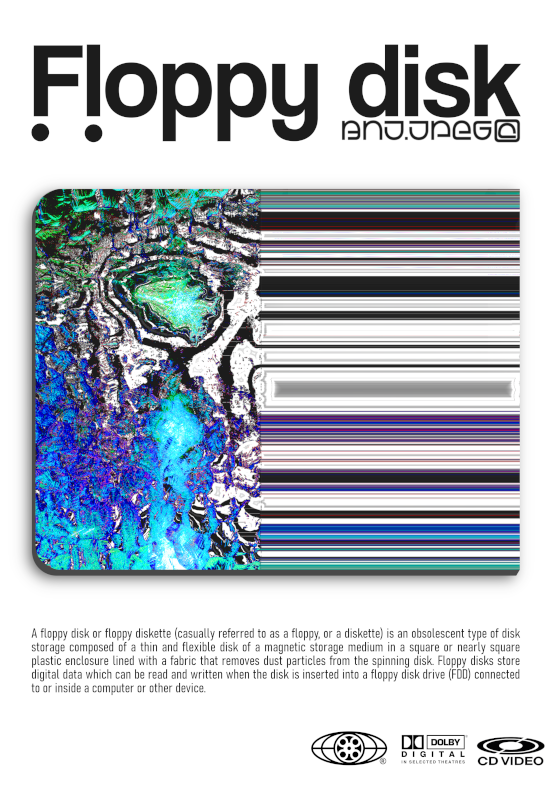 Floppy disk
BNJ.JPEG
A floppy disk or floppy diskette (casually referred to as a floppy, or a diskette) is an obsolescent type of disk
storage composed of a thin and flexible disk of a magnetic storage medium in a square or nearly square
plastic enclosure lined with a fabric that removes dust particles from the spinning disk. Floppy disks store
digital data which can be read and written when the disk is inserted into a floppy disk drive (FDD) connected
to or inside a computer or other device.
®
DOLBY
DIGITAL
IN SELECTED THEATRES
CD VIDEO